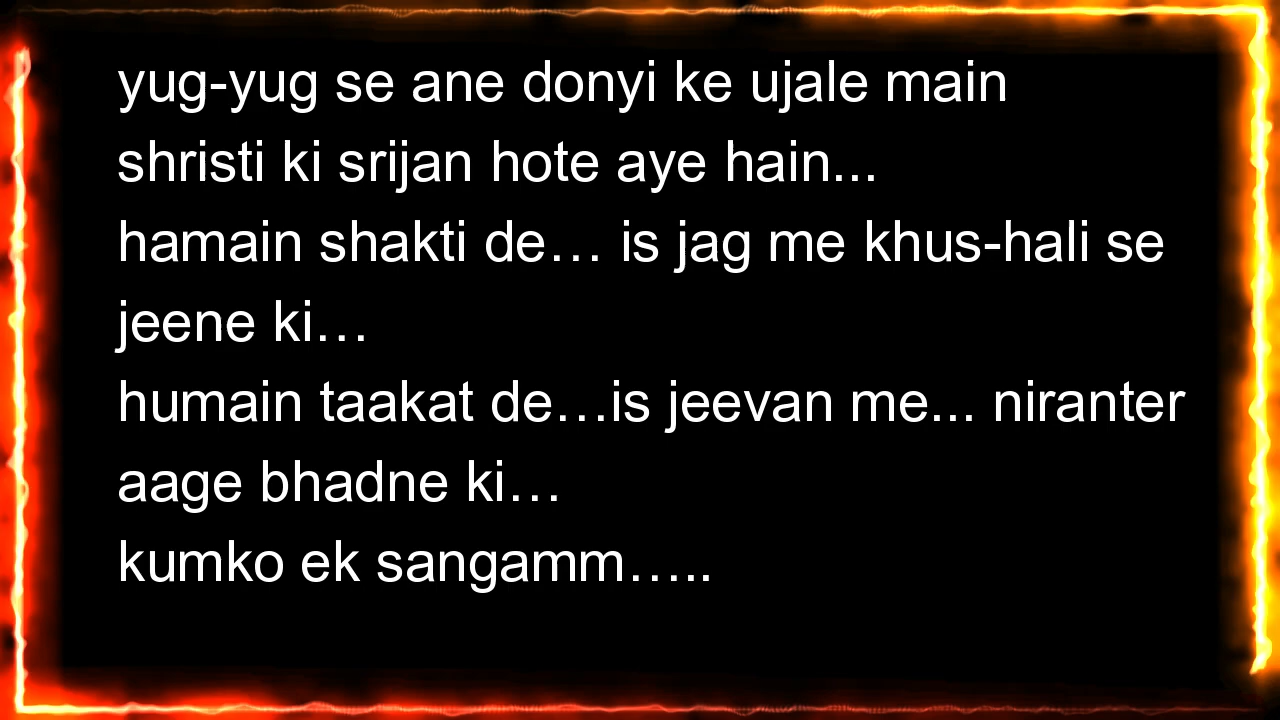 yug-yug se ane donyi ke ujale main
shristi ki srijan hote aye hain...
hamain shakti de… is jag me khus-hali se
jeene ki…
humain taakat de…is jeevan me... niranter
aage bhadne ki…
kumko ek sangamm…..